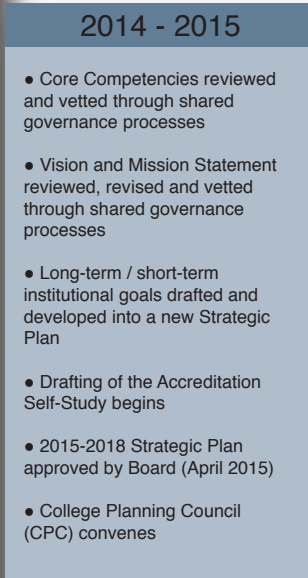 2014 - 2015
● Core Competencies reviewed
and vetted through shared
governance processes
● Vision and Mission Statement
reviewed, revised and vetted
through shared governance
processes
● Long-term / short-term
institutional goals drafted and
developed into a new Strategic
Plan
● Drafting of the Accreditation
Self-Study begins
● 2015-2018 Strategic Plan
approved by Board (April 2015)
● College Planning Council
(CPC) convenes